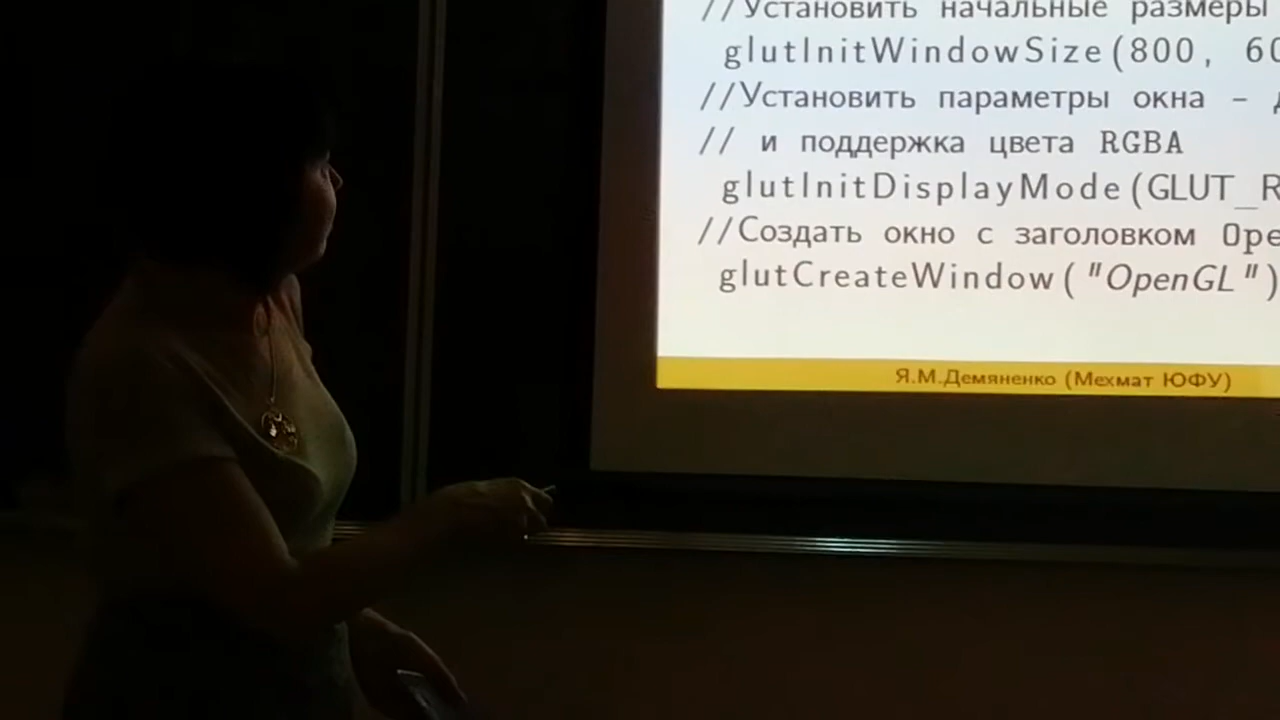 //Установить начальные размеры
glutInitWindowSize(800, 60
//Установить параметры окна –
// и поддержка цвета RGBA
glutInitDisplayMode(GLUT_R
//Создать окно с заголовком Ope
glutCreateWindow("OpenGL")
Я.М.Демяненко (Мехмат ЮФУ)